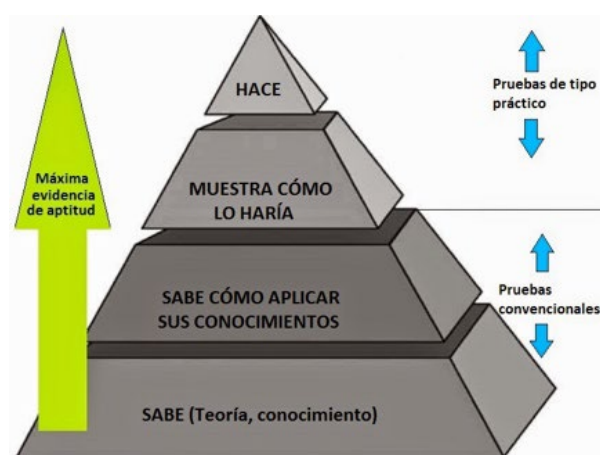 HACE
Pruebas de tipo
práctico
Máxima
evidencia
de aptitud
MUESTRA CÓMO
LO HARÍA
SABE CÓMO APLICAR
SUS CONOCIMIENTOS
Pruebas
convencionales
SABE (Teoría, conocimiento)